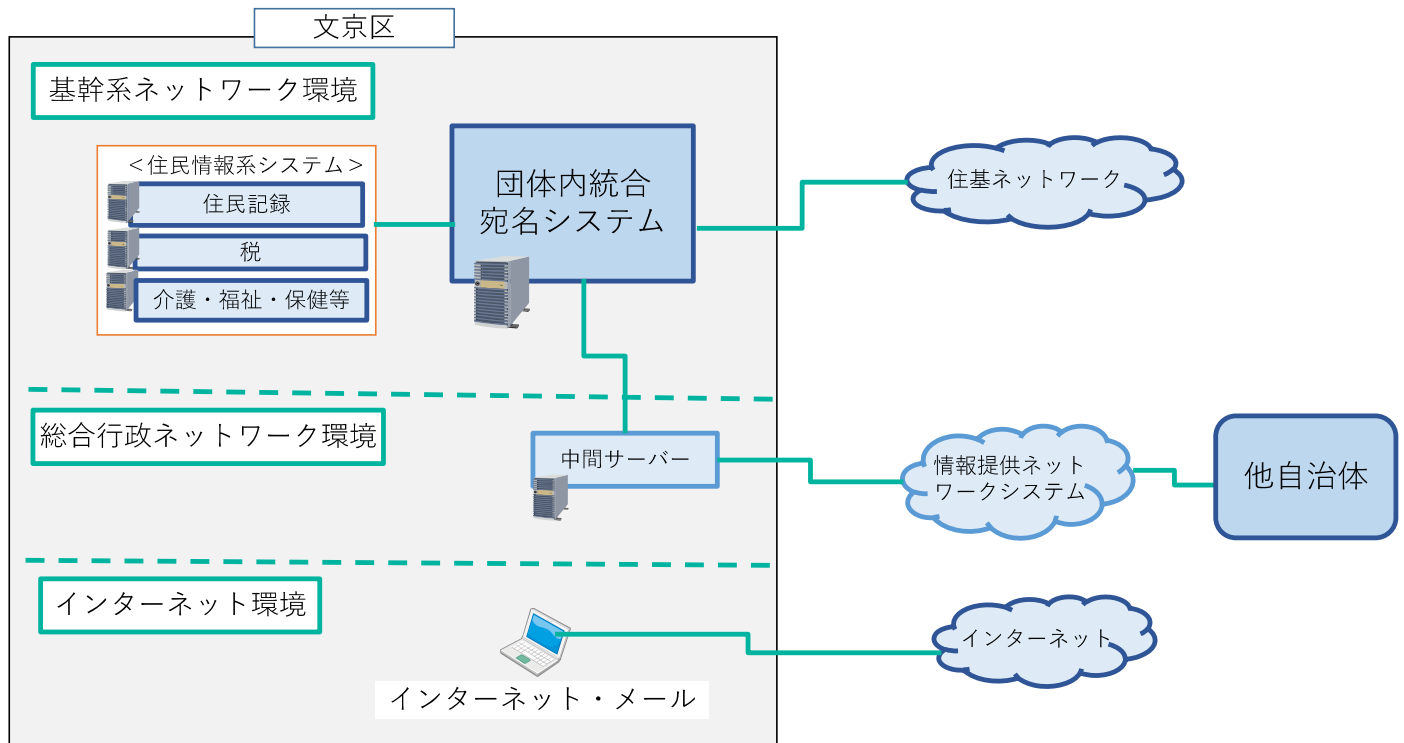 文京区
基幹系ネットワーク環境
＜住民情報系システム＞
住民記録
税
介護・福祉・保健等
団体内統合
宛名システム
住基ネットワーク
総合行政ネットワーク環境
中間サーバー
情報提供ネット
ワークシステム
他自治体
インターネット環境
インターネット・メール
インターネット